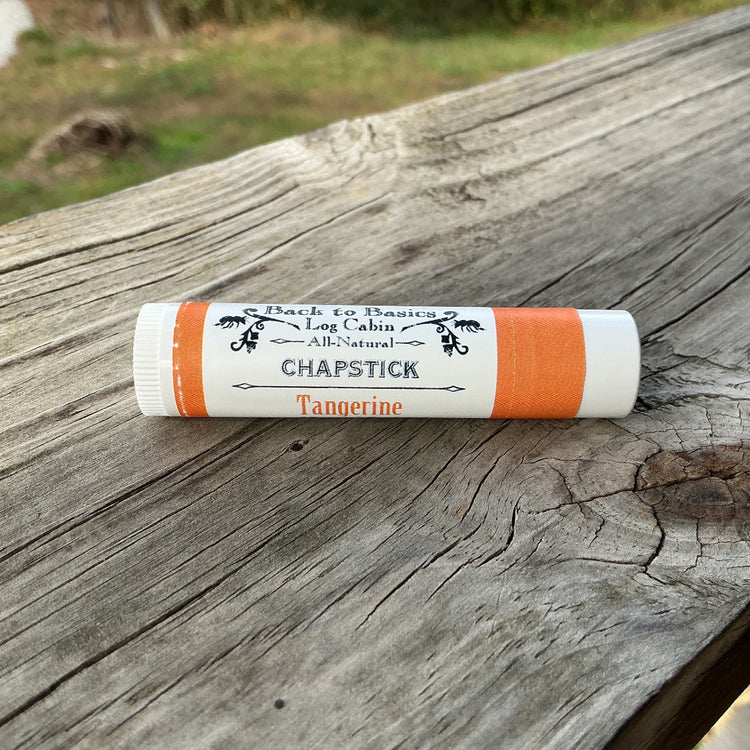 Back to Basics
Log Cabin
All-Natural
CHAPSTICK
Tangerine